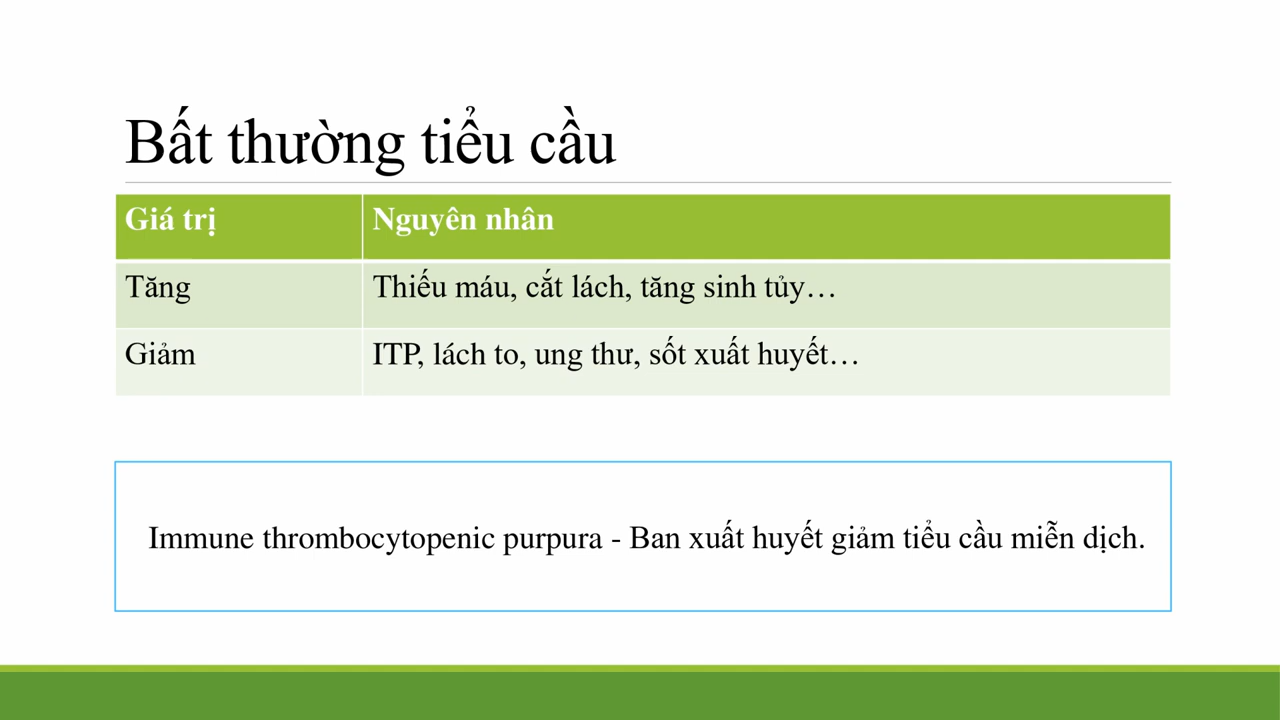 Bất thường tiểu cầu
Giá trị
Nguyên nhân
Tăng
Thiếu máu, cắt lách, tăng sinh tủy…
Giảm
ITP, lách to, ung thư, sốt xuất huyết…
Immune thrombocytopenic purpura - Ban xuất huyết giảm tiểu cầu miễn dịch.